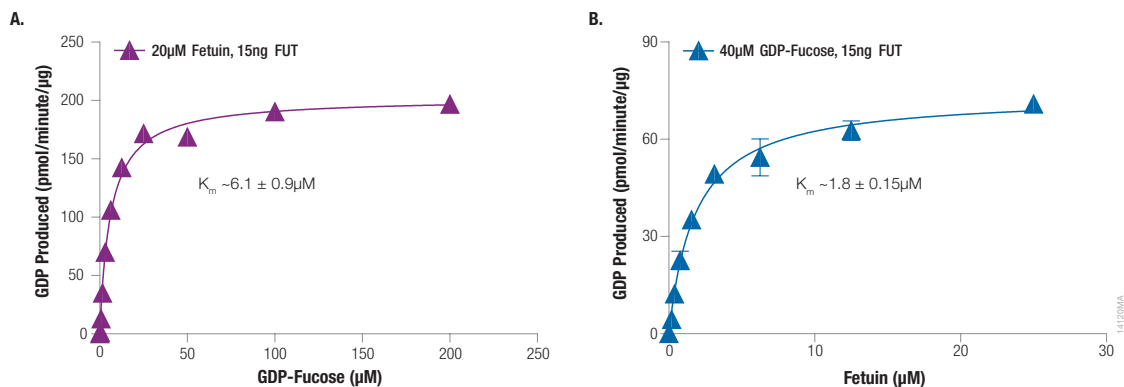 A.
250
200
150
100
50
0
GDP Produced (pmol/minute/µg)
20µM Fetuin, 15ng FUT
Km ~6.1 ± 0.9µM
0 50 100 150 200 250
GDP-Fucose (µM)
B.
90
60
30
0
GDP Produced (pmol/minute/µg)
40µM GDP-Fucose, 15ng FUT
Km ~1.8 ± 0.15µM
0 10 20 30
Fetuin (µM)
14120MA